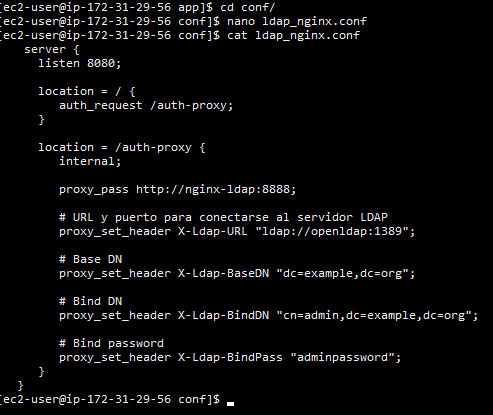 [ec2-user@ip-172-31-29-56 app]$ cd conf/
[ec2-user@ip-172-31-29-56 conf]$ nano ldap_nginx.conf
[ec2-user@ip-172-31-29-56 conf]$ cat ldap_nginx.conf
    server {
      listen 8080;

      location = / {
         auth_request /auth-proxy;
      }

      location = /auth-proxy {
         internal;

         proxy_pass http://nginx-ldap:8888;

         # URL y puerto para conectarse al servidor LDAP
         proxy_set_header X-Ldap-URL "ldap://openldap:1389";

         # Base DN
         proxy_set_header X-Ldap-BaseDN "dc=example,dc=org";

         # Bind DN
         proxy_set_header X-Ldap-BindDN "cn=admin,dc=example,dc=org";

         # Bind password
         proxy_set_header X-Ldap-BindPass "adminpassword";
      }
   }
[ec2-user@ip-172-31-29-56 conf]$